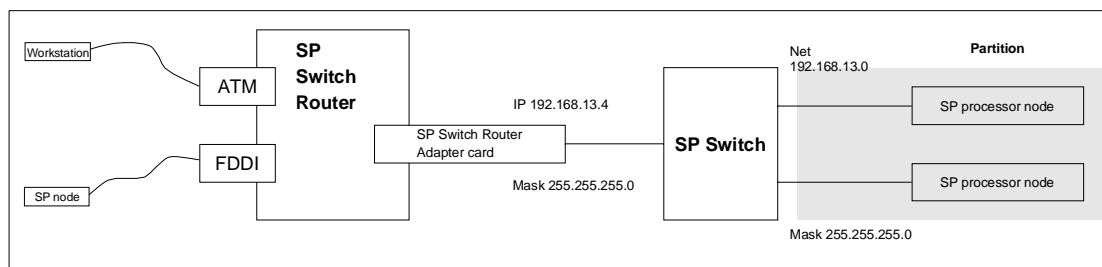 Workstation
ATM
FDDI
SP node
SP
Switch
Router
IP 192.168.13.4
SP Switch Router
Adapter card
Mask 255.255.255.0
SP Switch
Net
192.168.13.0
Partition
SP processor node
SP processor node
Mask 255.255.255.0